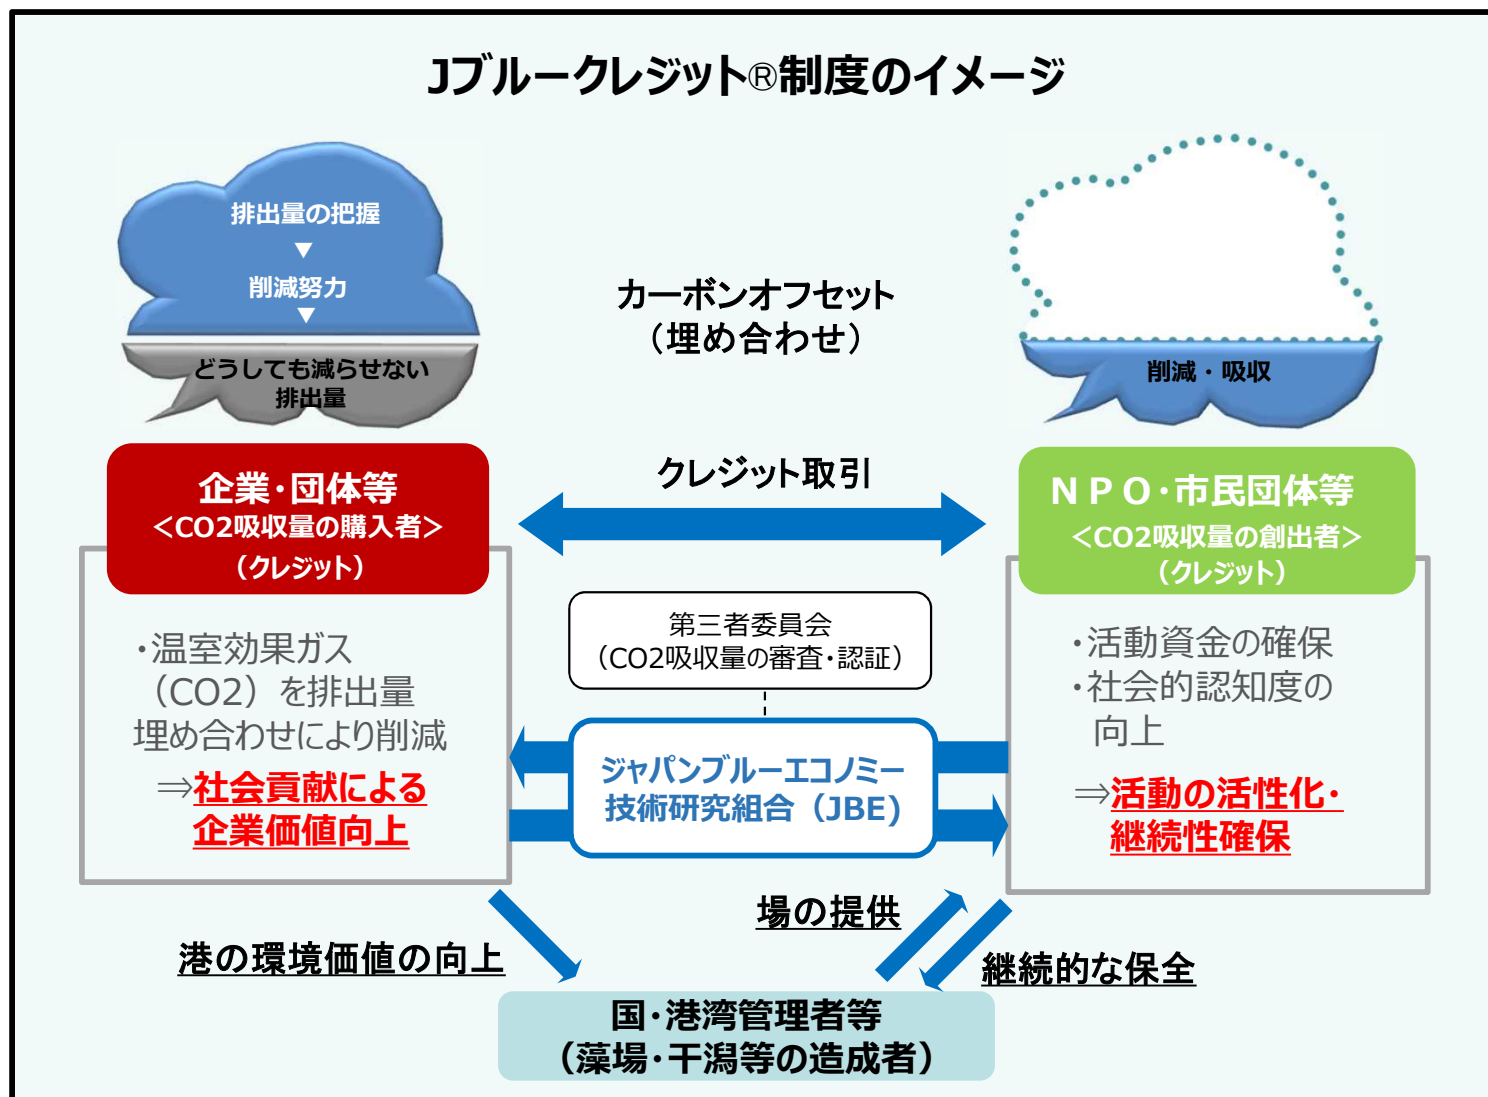 Jブルークレジット®制度のイメージ
排出量の把握
▼
削減努力
▼
どうしても減らせない
排出量
カーボンオフセット
（埋め合わせ）
削減・吸収
企業・団体等
＜CO2吸収量の購入者＞
（クレジット）
クレジット取引
ＮＰＯ・市民団体等
＜CO2吸収量の創出者＞
（クレジット）
・温室効果ガス
（CO2）を排出量
埋め合わせにより削減
⇒社会貢献による
企業価値向上
第三者委員会
（CO2吸収量の審査・認証）
ジャパンブルーエコノミー
技術研究組合（JBE)
・活動資金の確保
・社会的認知度の
向上
⇒活動の活性化・
継続性確保
港の環境価値の向上
場の提供
継続的な保全
国・港湾管理者等
（藻場・干潟等の造成者）